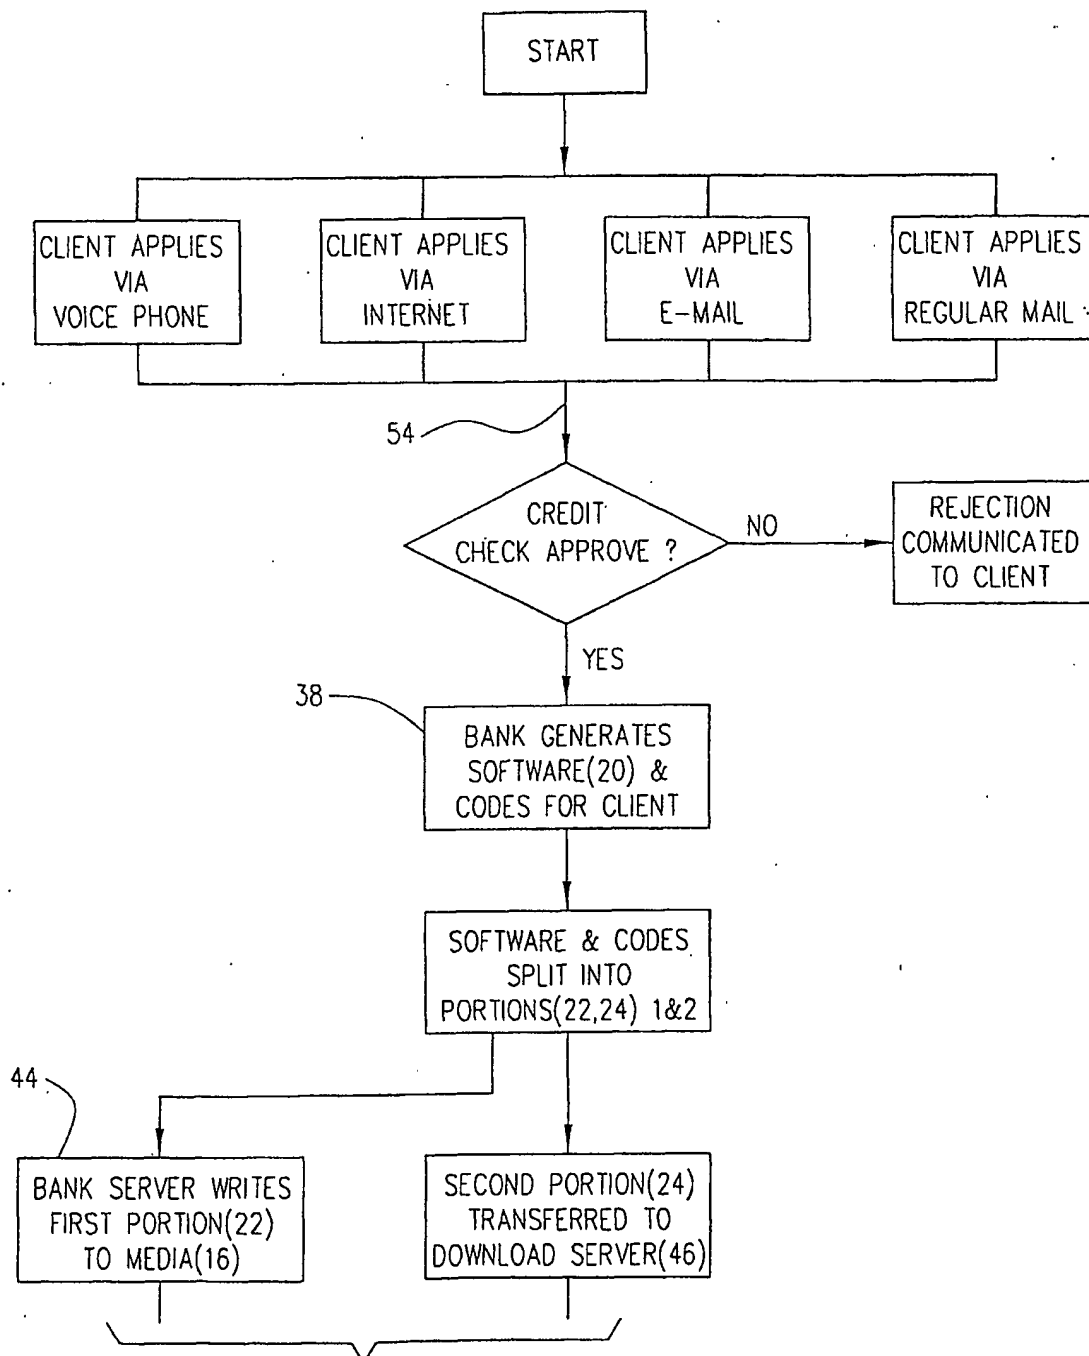 START
CLIENT APPLIES
VIA
VOICE PHONE
CLIENT APPLIES
VIA
INTERNET
CLIENT APPLIES
VIA
E-MAIL
CLIENT APPLIES
VIA
REGULAR MAIL
54
CREDIT
CHECK APPROVE ?
NO
REJECTION
COMMUNICATED
TO CLIENT
YES
38
BANK GENERATES
SOFTWARE(20) &
CODES FOR CLIENT
SOFTWARE & CODES
SPLIT INTO
PORTIONS(22,24) 1&2
44
BANK SERVER WRITES
FIRST PORTION(22)
TO MEDIA(16)
SECOND PORTION(24)
TRANSFERRED TO
DOWNLOAD SERVER(46)